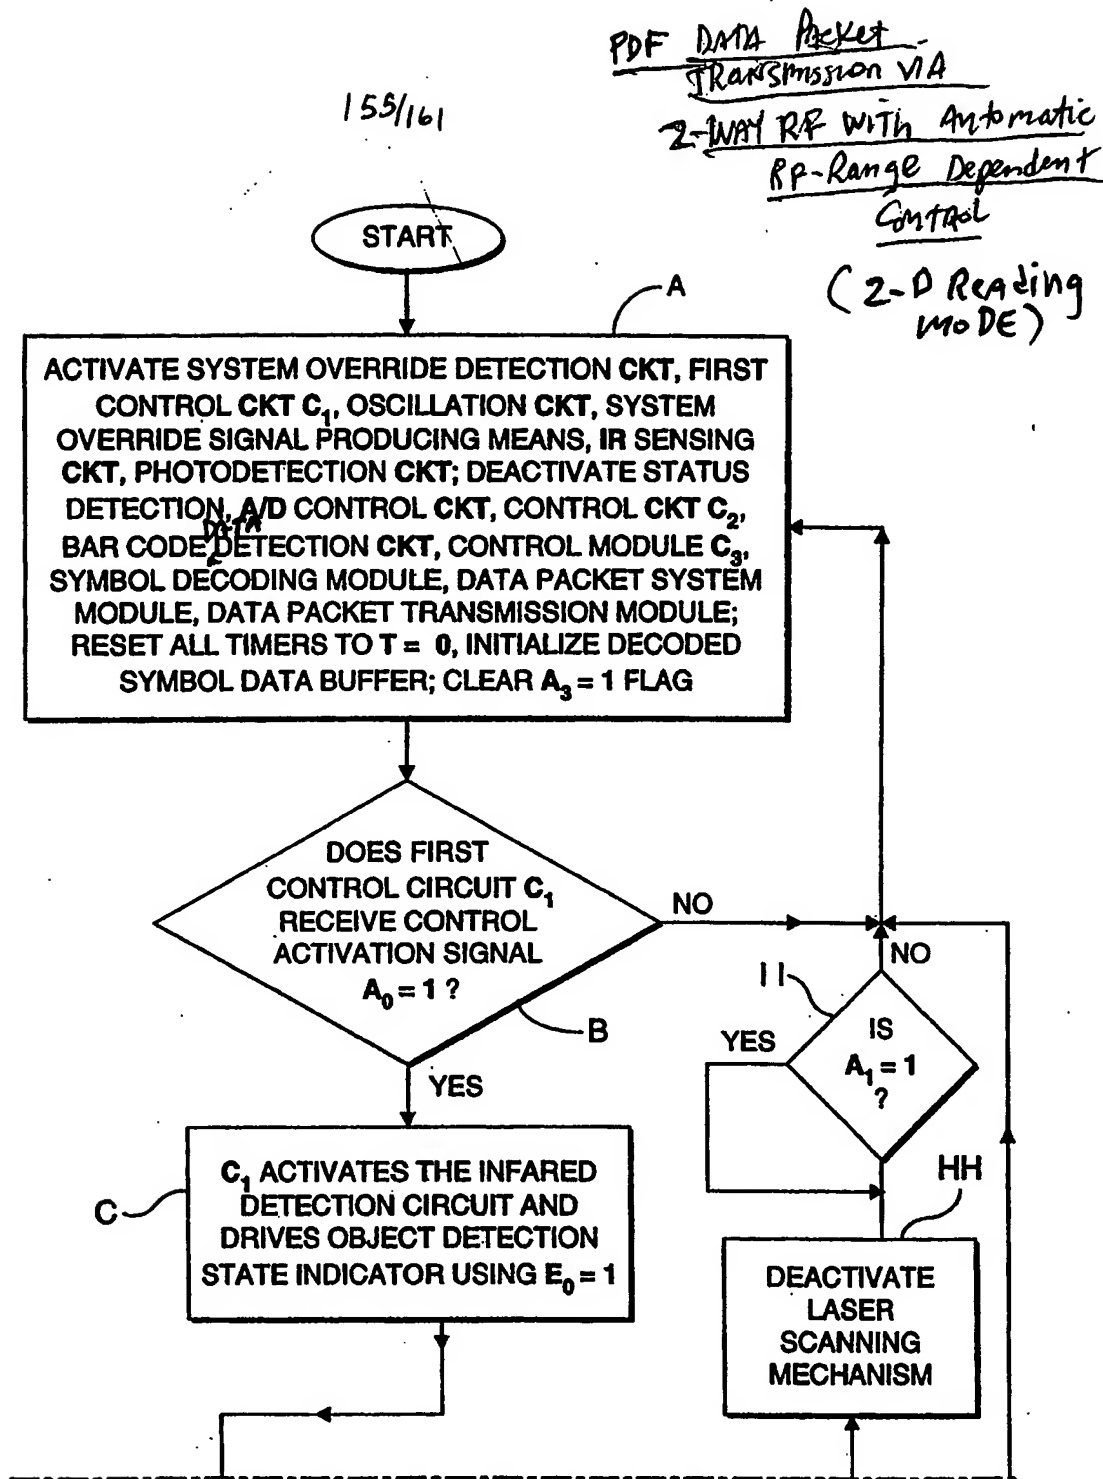 PDF DATA Packet
TRansmission VIA
2-WAY RF WITH Automatic
RF-Range Dependent
Control
(2-D Reading
MODE)
155/161
START
A
ACTIVATE SYSTEM OVERRIDE DETECTION CKT, FIRST
CONTROL CKT C₁, OSCILLATION CKT, SYSTEM
OVERRIDE SIGNAL PRODUCING MEANS, IR SENSING
CKT, PHOTODETECTION CKT; DEACTIVATE STATUS
DETECTION, A/D CONTROL CKT, CONTROL CKT C₂,
DATA
BAR CODE DETECTION CKT, CONTROL MODULE C₃,
SYMBOL DECODING MODULE, DATA PACKET SYSTEM
MODULE, DATA PACKET TRANSMISSION MODULE;
RESET ALL TIMERS TO T = 0, INITIALIZE DECODED
SYMBOL DATA BUFFER; CLEAR A₃ = 1 FLAG
DOES FIRST
CONTROL CIRCUIT C₁
RECEIVE CONTROL
ACTIVATION SIGNAL
A₀ = 1 ?
NO
B
YES
C
C₁ ACTIVATES THE INFARED
DETECTION CIRCUIT AND
DRIVES OBJECT DETECTION
STATE INDICATOR USING E₀ = 1
NO
II
IS
A₁ = 1
?
YES
HH
DEACTIVATE
LASER
SCANNING
MECHANISM